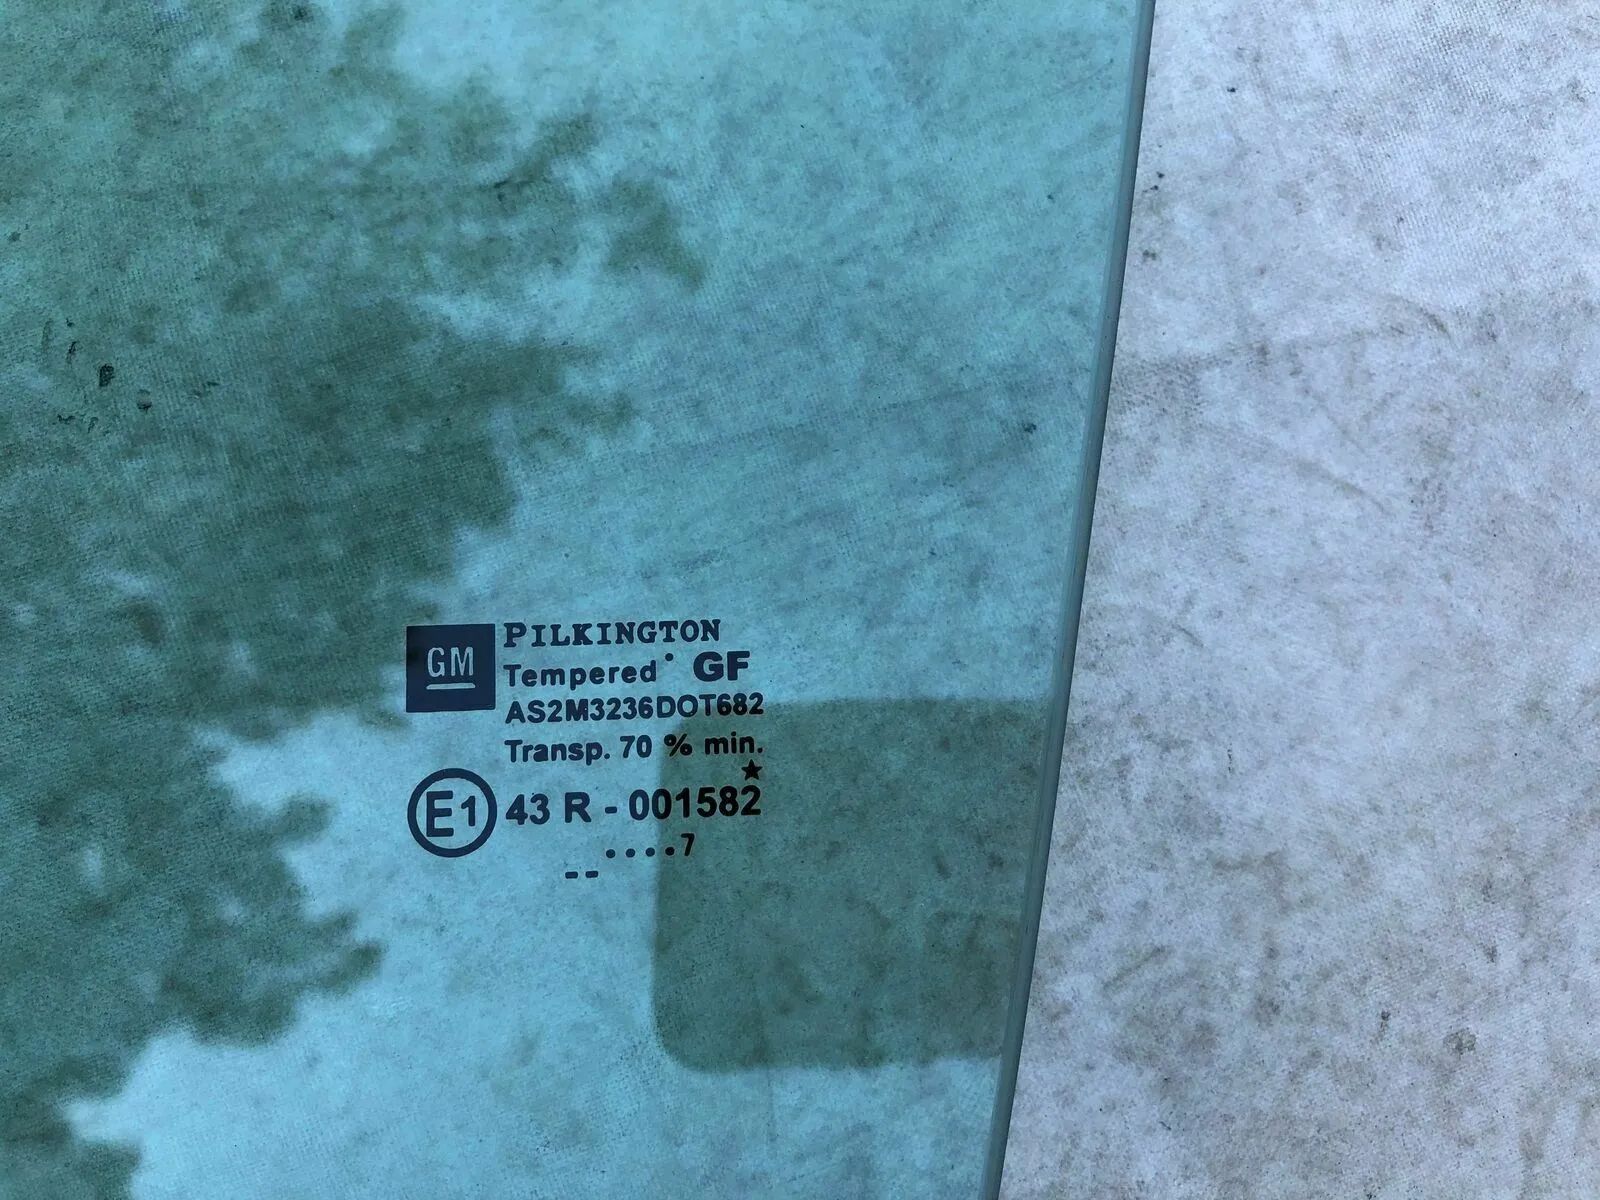 GM
PILKINGTON
Tempered • GF
AS2M3236DOT682
Transp. 70 % min.
★
E1 43 R - 001582
....7
--